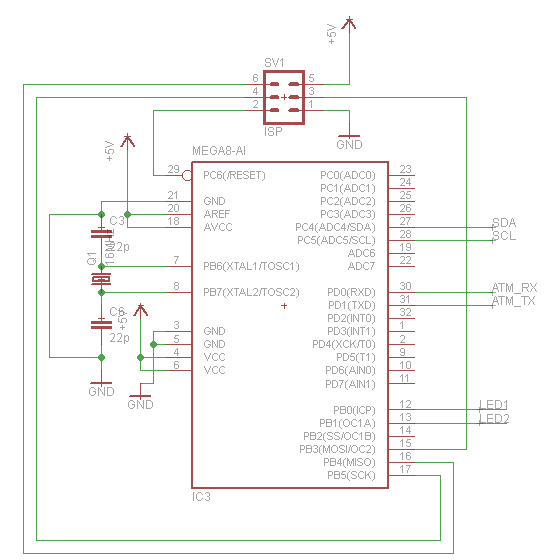 +5V
SV1
6 5
4 3
2 1
ISP
GND
MEGA8-AI
+5V
29 PC6(/RESET) PC0(ADC0) 23
PC1(ADC1) 24
21 GND PC2(ADC2) 25
20 AREF PC3(ADC3) 26
18 AVCC PC4(ADC4/SDA) 27 SDA
PC5(ADC5/SCL) 28 SCL
ADC6 19
ADC7 22
C3
22p
Q1
16MHZ
7 PB6(XTAL1/TOSC1)
8 PB7(XTAL2/TOSC2) PD0(RXD) 30 ATM_RX
PD1(TXD) 31 ATM_TX
PD2(INT0) 32
3 GND PD3(INT1) 1
5 GND PD4(XCK/T0) 2
4 VCC PD5(T1) 9
6 VCC PD6(AIN0) 10
PD7(AIN1) 11
+5V
22p
GND
GND
PB0(ICP) 12 LED1
PB1(OC1A) 13 LED2
PB2(SS/OC1B) 14
PB3(MOSI/OC2) 15
PB4(MISO) 16
PB5(SCK) 17
IC3